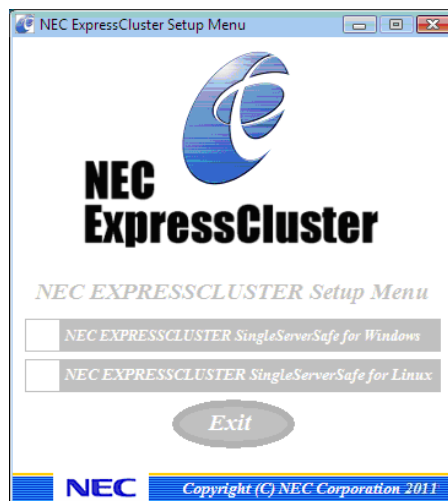 NEC ExpressCluster Setup Menu
NEC
ExpressCluster
NEC EXPRESSCLUSTER Setup Menu
NEC EXPRESSCLUSTER SingleServerSafe for Windows
NEC EXPRESSCLUSTER SingleServerSafe for Linux
Exit
NEC Copyright (C) NEC Corporation 2011